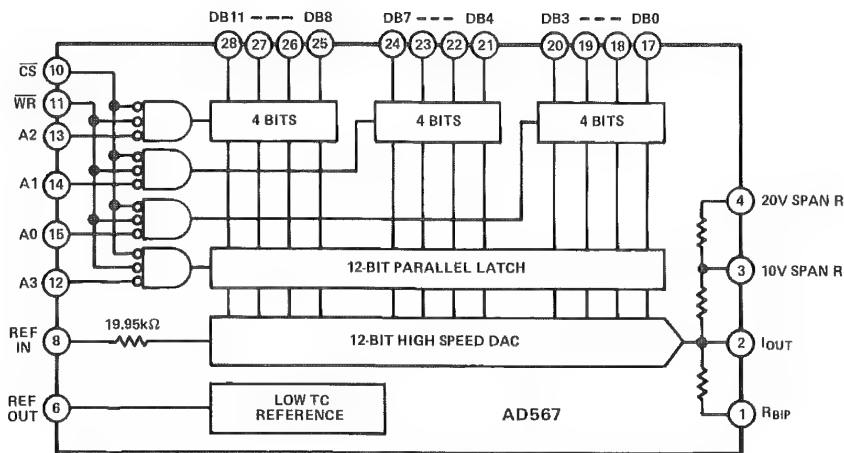 DB11 --- DB8 DB7 --- DB4 DB3 --- DB0
28 27 26 25 24 23 22 21 20 19 18 17
CS 10
WR 11
4 BITS 4 BITS 4 BITS
A2 13
A1 14
4 20V SPAN R
A0 15
12-BIT PARALLEL LATCH
3 10V SPAN R
A3 12
REF IN 8 19.95kΩ
12-BIT HIGH SPEED DAC
2 IOUT
REF OUT 6
LOW TC
REFERENCE
AD567
1 RBIP